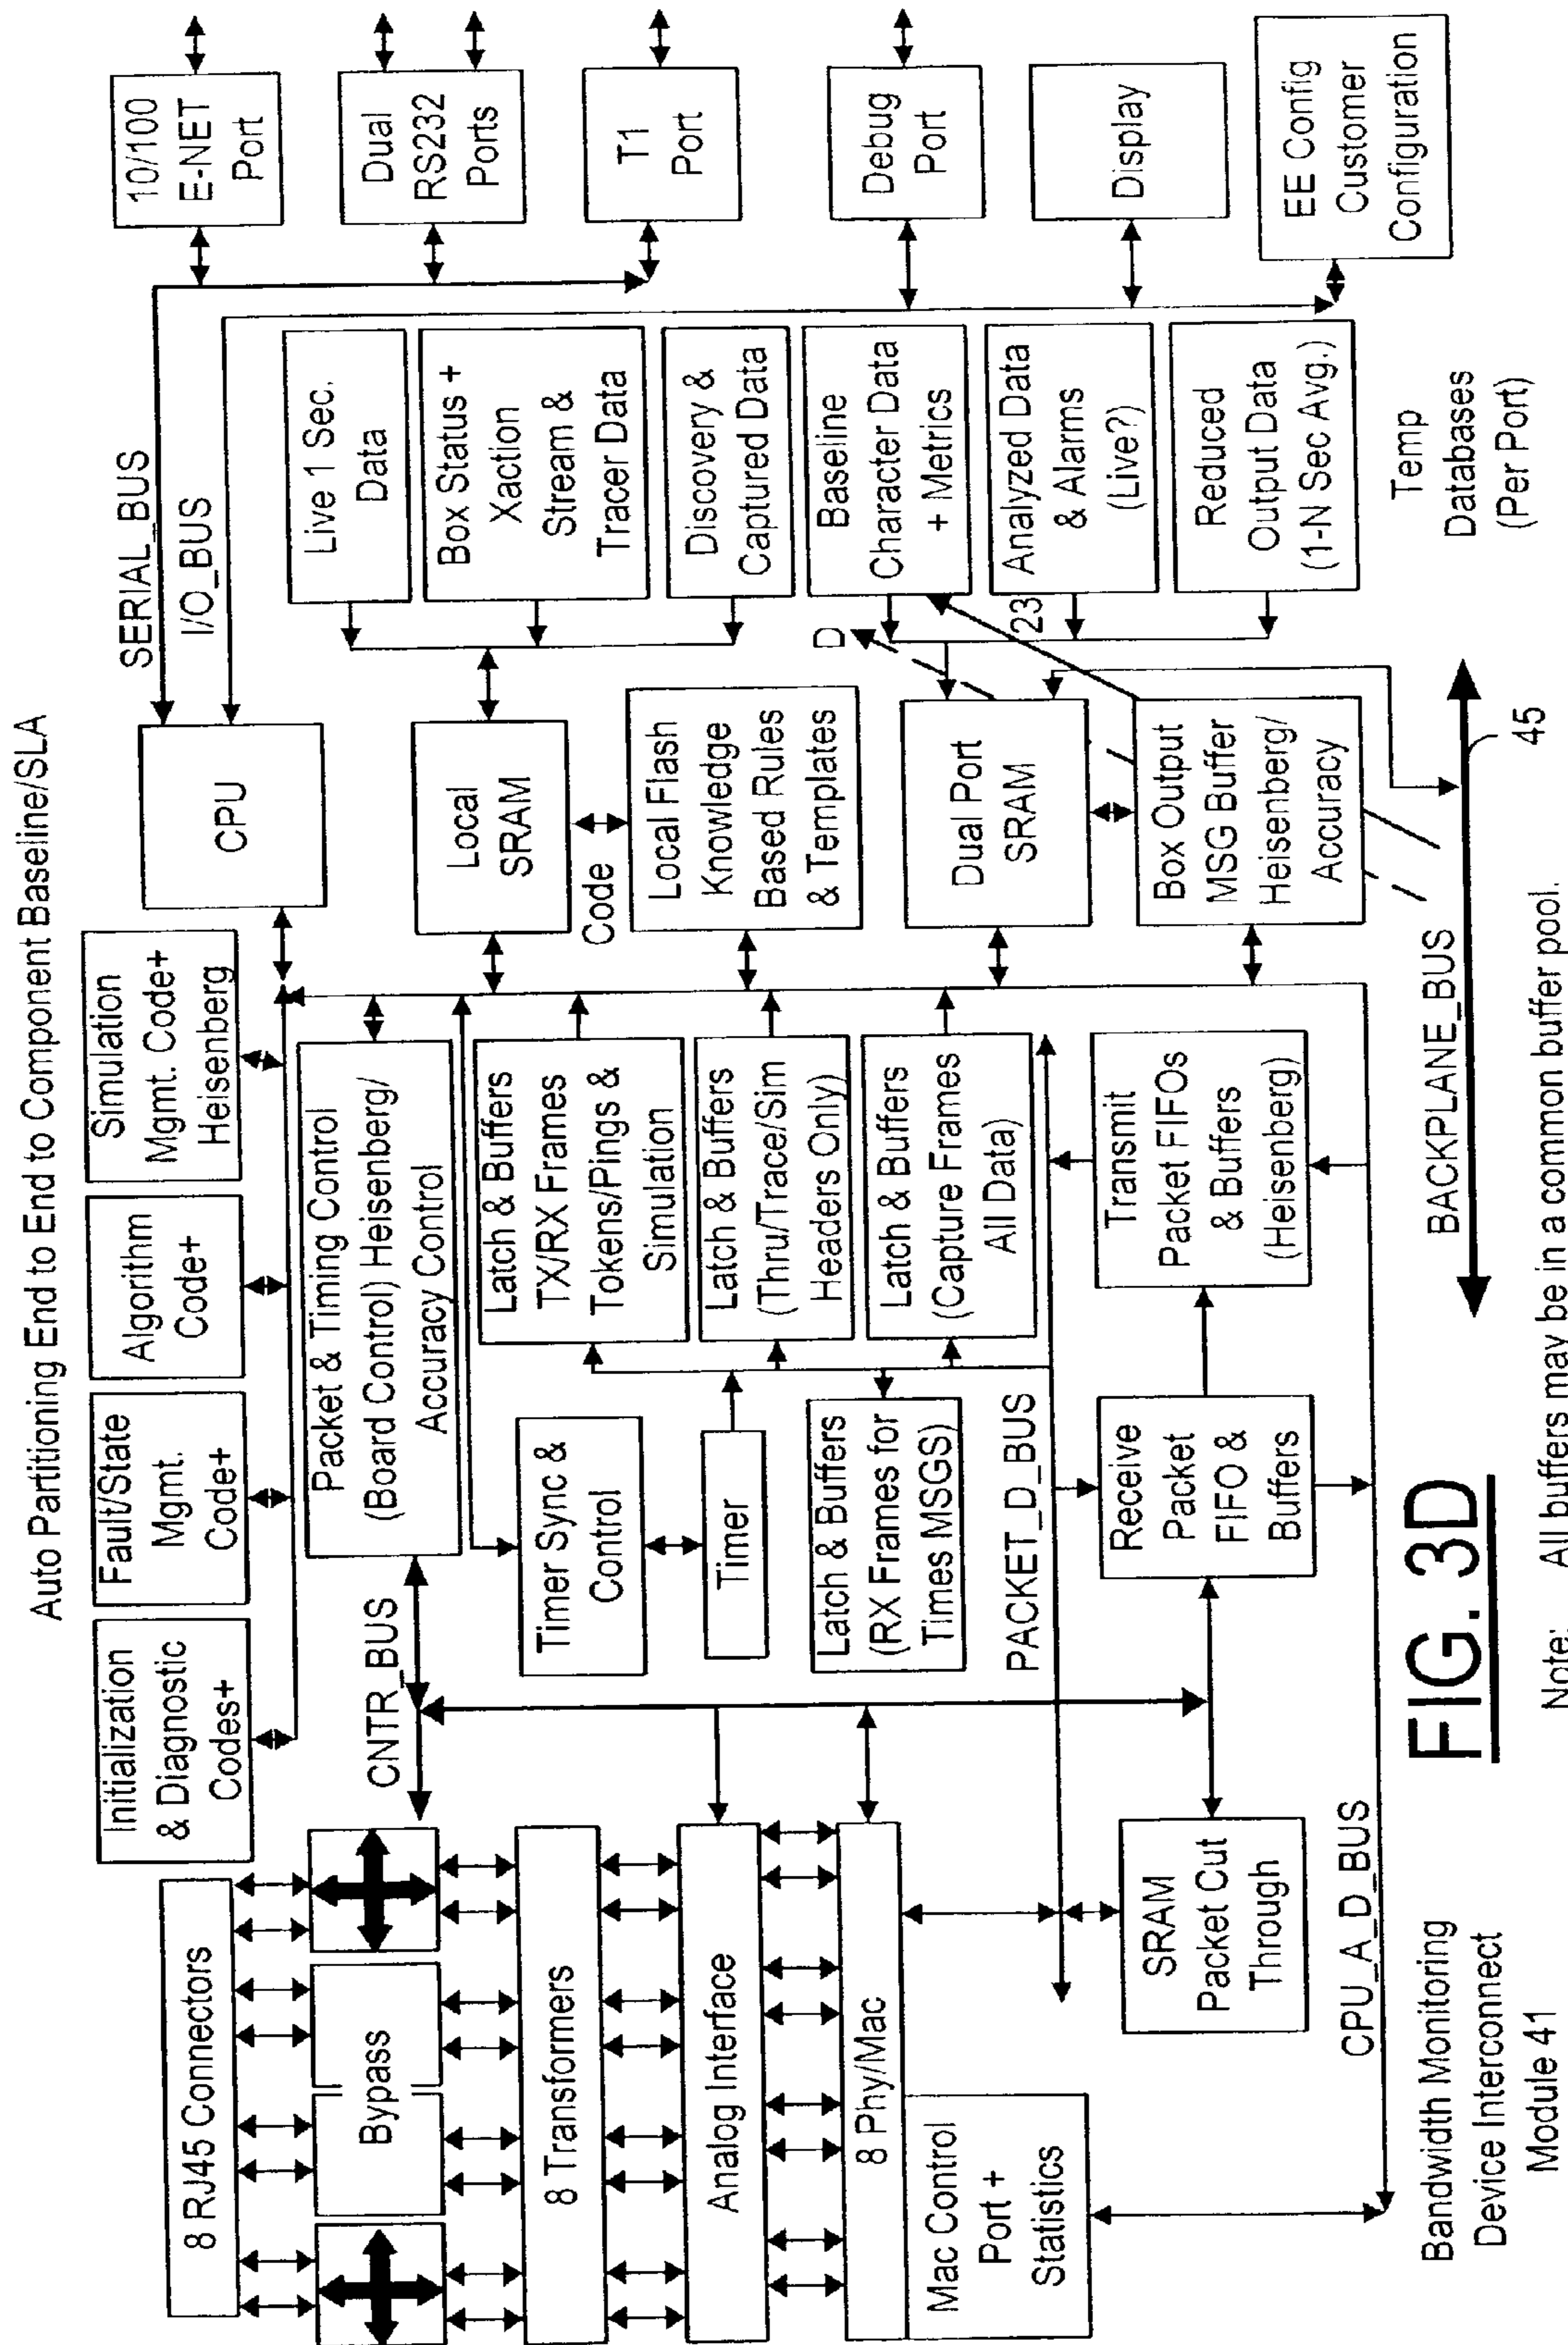 Auto Partitioning End to End to Component Baseline/SLA
8 RJ45 Connectors
Bypass
8 Transformers
Analog Interface
8 Phy/Mac
Mac Control
Port +
Statistics
Initialization
& Diagnostic
Codes+
Fault/State
Mgmt.
Code+
Algorithm
Code+
Simulation
Mgmt. Code+
Heisenberg
CNTR_BUS
Packet & Timing Control
(Board Control) Heisenberg/
Accuracy Control
Timer Sync &
Control
Timer
Latch & Buffers
(RX Frames for
Times MSGS)
Latch & Buffers
TX/RX Frames
Tokens/Pings &
Simulation
Latch & Buffers
(Thru/Trace/Sim
Headers Only)
Latch & Buffers
(Capture Frames
All Data)
PACKET_D_BUS
SRAM
Packet Cut
Through
Receive
Packet
FIFO &
Buffers
Transmit
Packet FIFOs
& Buffers
(Heisenberg)
CPU_A_D_BUS
CPU
Local
SRAM
Code
Local Flash
Knowledge
Based Rules
& Templates
Dual Port
SRAM
Box Output
MSG Buffer
Heisenberg/
Accuracy
SERIAL_BUS
I/O_BUS
Live 1 Sec.
Data
Box Status +
Xaction
Stream &
Tracer Data
Discovery &
Captured Data
D
Baseline
Character Data
+ Metrics
23
Analyzed Data
& Alarms
(Live?)
Reduced
Output Data
(1-N Sec Avg.)
Temp
Databases
(Per Port)
10/100
E-NET
Port
Dual
RS232
Ports
T1
Port
Debug
Port
Display
EE Config
Customer
Configuration
BACKPLANE_BUS
45
Bandwidth Monitoring
Device Interconnect
Module 41
FIG. 3D
Note: All buffers may be in a common buffer pool.